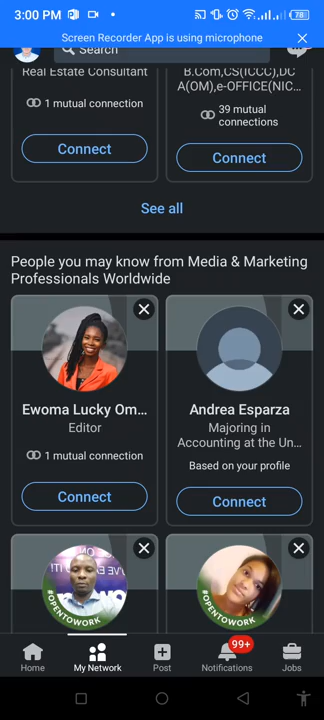 3:00 PM
78
Screen Recorder App is using microphone
Search
Real Estate Consultant
1 mutual connection
Connect
B.Com,CS(ICCC),DC
A(OM),e-OFFICE(NIC...
39 mutual
connections
Connect
See all
People you may know from Media & Marketing
Professionals Worldwide
Ewoma Lucky Om...
Editor
1 mutual connection
Connect
Andrea Esparza
Majoring in
Accounting at the Un...
Based on your profile
Connect
#OPENTOWORK
#OPENTOWORK
Home
My Network
Post
99+
Notifications
Jobs